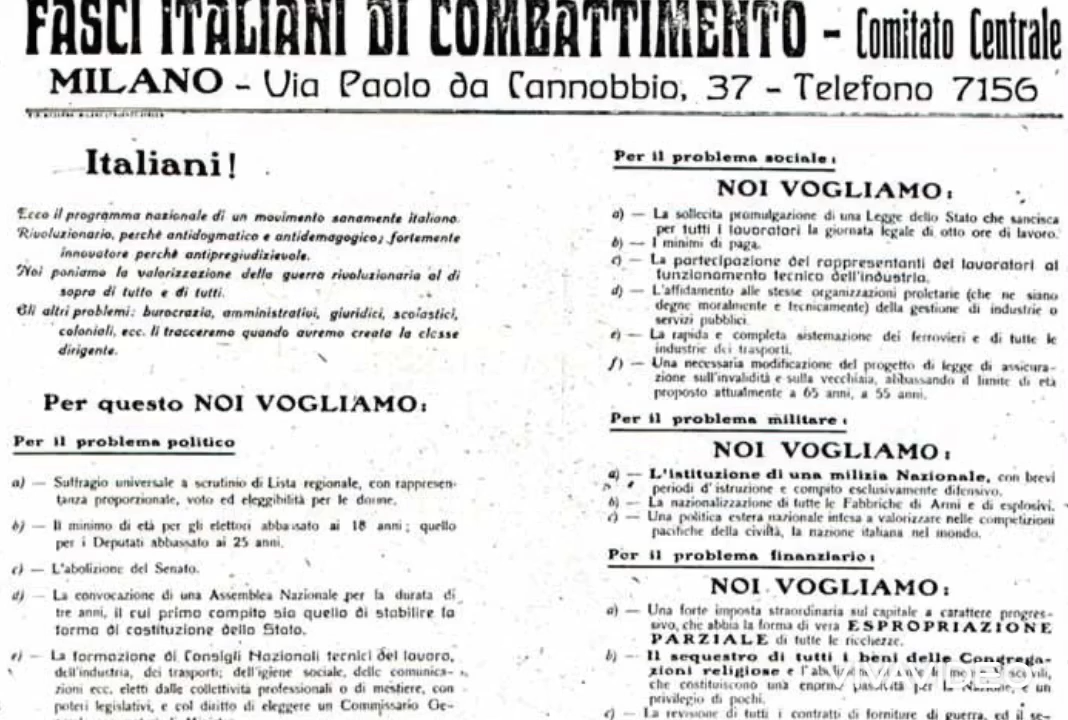 FASCI ITALIANI DI COMBATTIMENTO - Comitato Centrale
MILANO - Via Paolo da Cannobbio, 37 - Telefono 7156
Italiani!
Ecco il programma nazionale di un movimento sanamente italiano.
Rivoluzionario, perchè antidogmatico e antidemagogico; fortemente
innovatore perchè antipregiudizievole.
Noi poniamo la valorizzazione della guerra rivoluzionaria al di
sopra di tutto e di tutti.
Gli altri problemi: burocrazia, amministrativi, giuridici, scolastici,
coloniali, ecc. li tracceremo quando avremo creata la classe
dirigente.
Per questo NOI VOGLIAMO:
Per il problema politico
a) — Suffragio universale a scrutinio di Lista regionale, con rappresen-
tanza proporzionale, voto ed eleggibilità per le donne.
b) — Il minimo di età per gli elettori abbassato ai 18 anni; quello
per i Deputati abbassato ai 25 anni.
c) — L'abolizione del Senato.
d) — La convocazione di una Assemblea Nazionale per la durata di
tre anni, il cui primo compito sia quello di stabilire la
forma di costituzione dello Stato.
e) — La formazione di Consigli Nazionali tecnici del lavoro,
dell'industria, dei trasporti, dell'igiene sociale, delle comunica-
zioni ecc. eletti dalle collettività professionali o di mestiere, con
poteri legislativi, e col diritto di eleggere un Commissario Ge-
Per il problema sociale:
NOI VOGLIAMO:
a) — La sollecita promulgazione di una Legge dello Stato che sancisca
per tutti i lavoratori la giornata legale di otto ore di lavoro.
b) — I minimi di paga.
c) — La partecipazione dei rappresentanti dei lavoratori al
funzionamento tecnico dell'industria.
d) — L'affidamento alle stesse organizzazioni proletarie (che ne siano
degne moralmente e tecnicamente) della gestione di industrie o
servizi pubblici.
e) — La rapida e completa sistemazione dei ferrovieri e di tutte le
industrie dei trasporti.
f) — Una necessaria modificazione del progetto di legge di assicura-
zione sull'invalidità e sulla vecchiaia, abbassando il limite di età
proposto attualmente a 65 anni, a 55 anni.
Per il problema militare:
NOI VOGLIAMO:
a) — L'istituzione di una milizia Nazionale, con brevi
periodi d'istruzione e compito esclusivamente difensivo.
b) — La nazionalizzazione di tutte le Fabbriche di Armi e di esplosivi.
c) — Una politica estera nazionale intesa a valorizzare nelle competizioni
pacifiche della civiltà, la nazione italiana nel mondo.
Per il problema finanziario:
NOI VOGLIAMO:
a) — Una forte imposta straordinaria sul capitale a carattere progres-
sivo, che abbia la forma di vera ESPROPRIAZIONE
PARZIALE di tutte le ricchezze.
b) — Il sequestro di tutti i beni delle Congrega-
zioni religiose e di
che costituiscono una enorme passività per la Nazione, e un
privilegio di pochi.
c) — La revisione di tutti i contratti di forniture di guerra, ed il se-